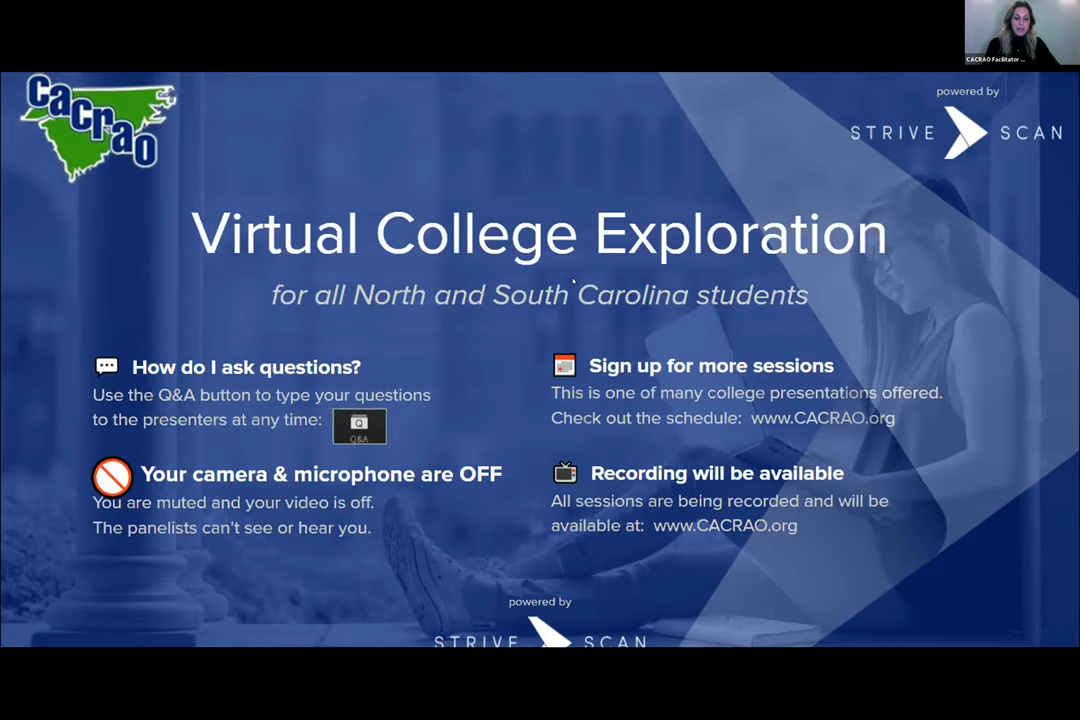 CACRAO Facilitator ...
cacrao
powered by
STRIVE SCAN
Virtual College Exploration
for all North and South Carolina students
How do I ask questions?
Use the Q&A button to type your questions
to the presenters at any time:
Q
Q&A
Your camera & microphone are OFF
You are muted and your video is off.
The panelists can't see or hear you.
Sign up for more sessions
This is one of many college presentations offered.
Check out the schedule: www.CACRAO.org
Recording will be available
All sessions are being recorded and will be
available at: www.CACRAO.org
powered by
STRIVE SCAN